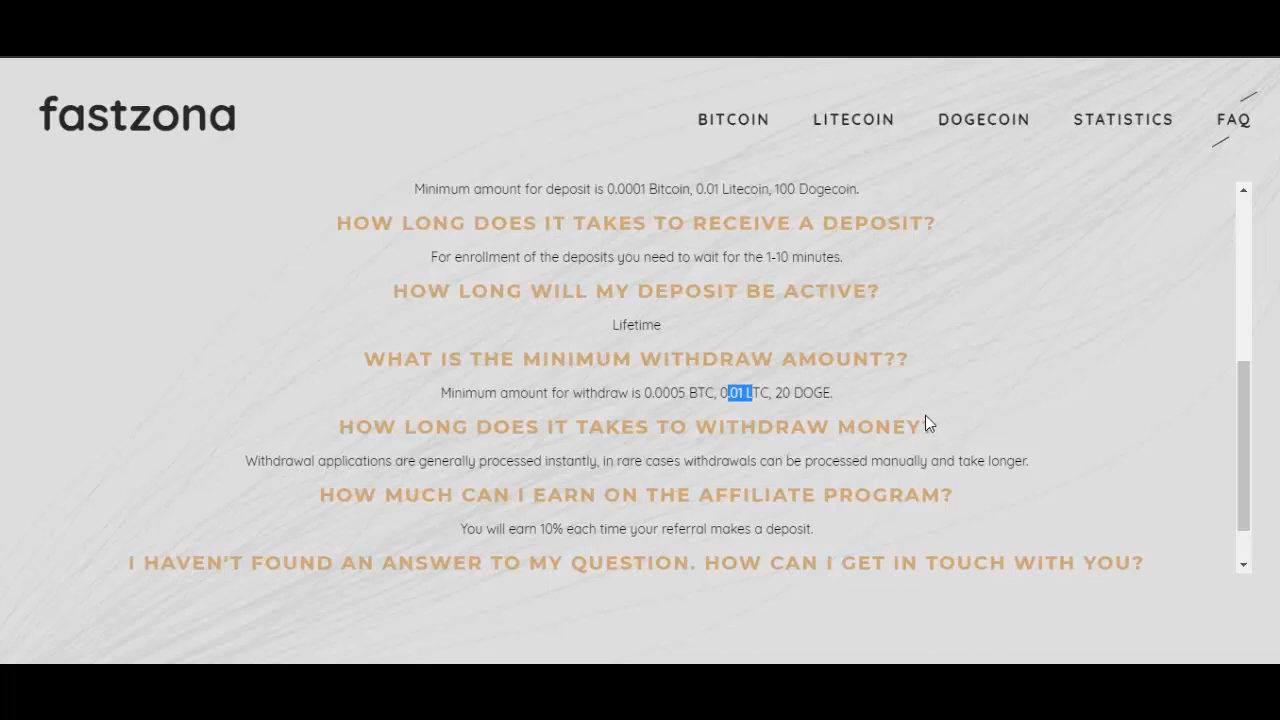 fastzona
BITCOIN LITECOIN DOGECOIN STATISTICS FAQ
Minimum amount for deposit is 0.0001 Bitcoin, 0.01 Litecoin, 100 Dogecoin.
HOW LONG DOES IT TAKES TO RECEIVE A DEPOSIT?
For enrollment of the deposits you need to wait for the 1-10 minutes.
HOW LONG WILL MY DEPOSIT BE ACTIVE?
Lifetime
WHAT IS THE MINIMUM WITHDRAW AMOUNT??
Minimum amount for withdraw is 0.0005 BTC, 0.01 LTC, 20 DOGE.
HOW LONG DOES IT TAKES TO WITHDRAW MONEY?
Withdrawal applications are generally processed instantly, in rare cases withdrawals can be processed manually and take longer.
HOW MUCH CAN I EARN ON THE AFFILIATE PROGRAM?
You will earn 10% each time your referral makes a deposit.
I HAVEN'T FOUND AN ANSWER TO MY QUESTION. HOW CAN I GET IN TOUCH WITH YOU?